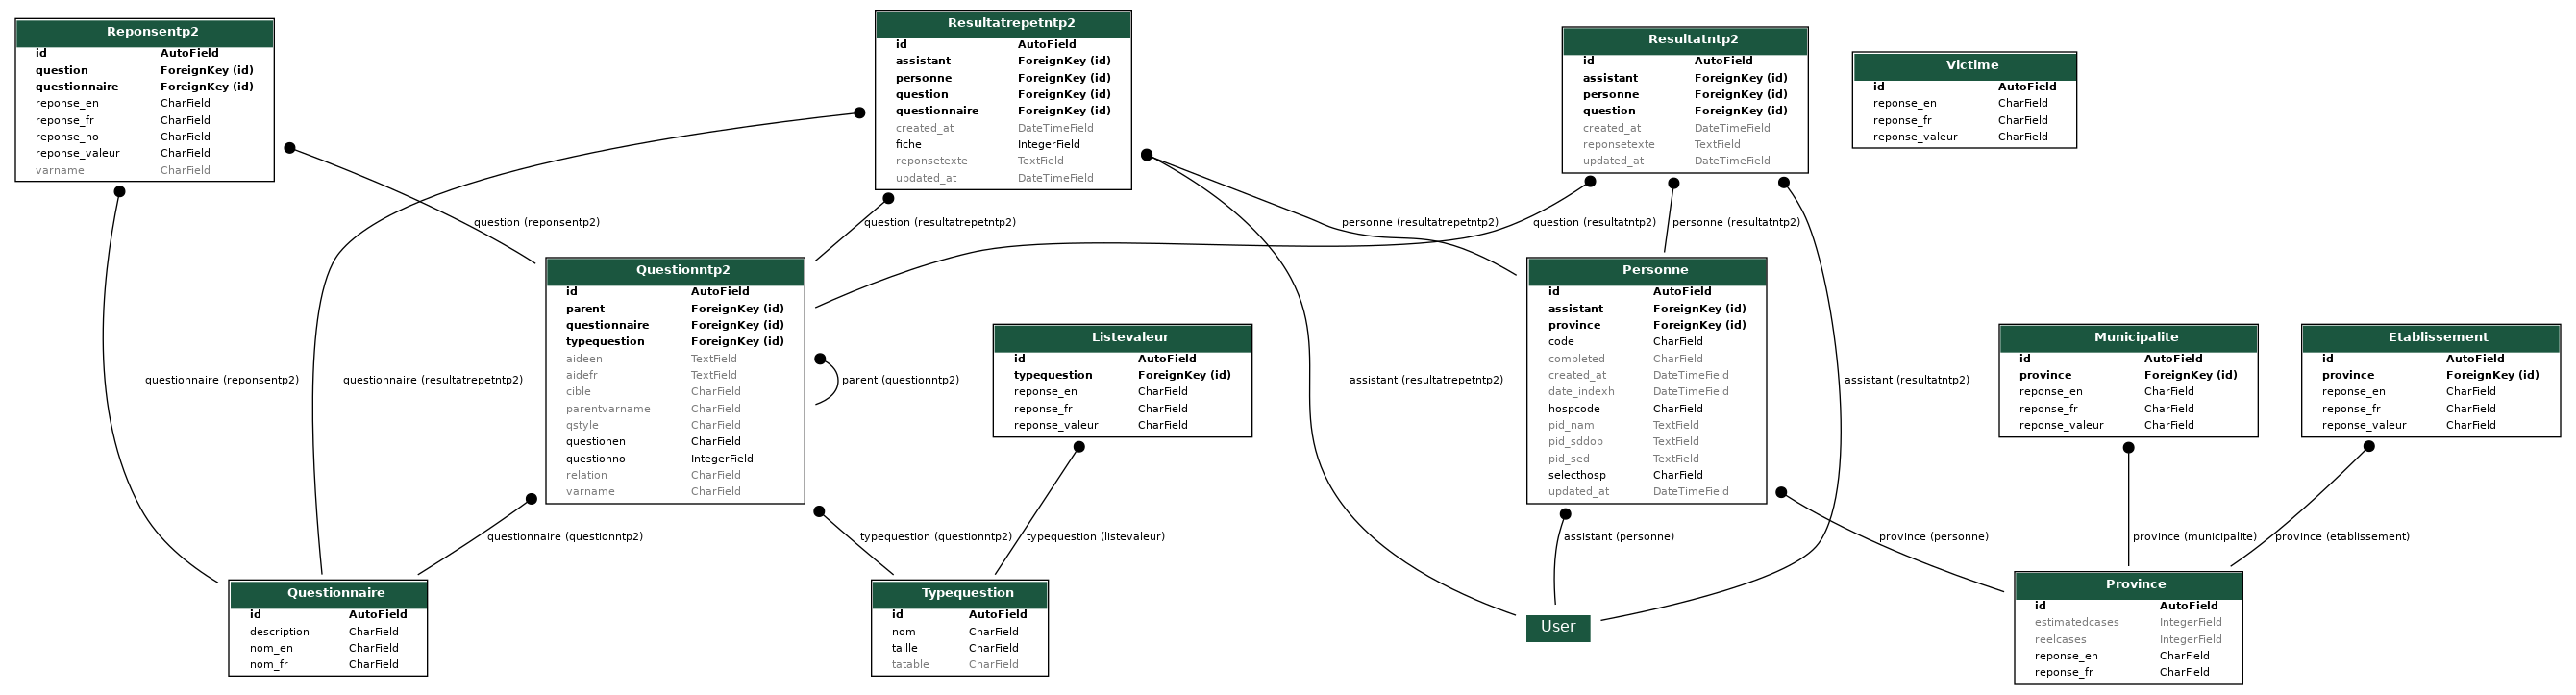 Reponsentp2
id AutoField
question ForeignKey (id)
questionnaire ForeignKey (id)
reponse_en CharField
reponse_fr CharField
reponse_no CharField
reponse_valeur CharField
varname CharField
Resultatrepetntp2
id AutoField
assistant ForeignKey (id)
personne ForeignKey (id)
question ForeignKey (id)
questionnaire ForeignKey (id)
created_at DateTimeField
fiche IntegerField
reponsetexte TextField
updated_at DateTimeField
Resultatntp2
id AutoField
assistant ForeignKey (id)
personne ForeignKey (id)
question ForeignKey (id)
created_at DateTimeField
reponsetexte TextField
updated_at DateTimeField
Victime
id AutoField
reponse_en CharField
reponse_fr CharField
reponse_valeur CharField
question (reponsentp2)
question (resultatrepetntp2)
personne (resultatrepetntp2)
question (resultatntp2)
personne (resultatntp2)
Questionntp2
id AutoField
parent ForeignKey (id)
questionnaire ForeignKey (id)
typequestion ForeignKey (id)
aideen TextField
aidefr TextField
cible CharField
parentvarname CharField
qstyle CharField
questionen CharField
questionno IntegerField
relation CharField
varname CharField
Listevaleur
id AutoField
typequestion ForeignKey (id)
reponse_en CharField
reponse_fr CharField
reponse_valeur CharField
Personne
id AutoField
assistant ForeignKey (id)
province ForeignKey (id)
code CharField
completed CharField
created_at DateTimeField
date_indexh DateTimeField
hospcode CharField
pid_nam TextField
pid_sddob TextField
pid_sed TextField
selecthosp CharField
updated_at DateTimeField
Municipalite
id AutoField
province ForeignKey (id)
reponse_en CharField
reponse_fr CharField
reponse_valeur CharField
Etablissement
id AutoField
province ForeignKey (id)
reponse_en CharField
reponse_fr CharField
reponse_valeur CharField
questionnaire (reponsentp2)
questionnaire (resultatrepetntp2)
parent (questionntp2)
assistant (resultatrepetntp2)
assistant (resultatntp2)
questionnaire (questionntp2)
typequestion (questionntp2)
typequestion (listevaleur)
assistant (personne)
province (personne)
province (municipalite)
province (etablissement)
Questionnaire
id AutoField
description CharField
nom_en CharField
nom_fr CharField
Typequestion
id AutoField
nom CharField
taille CharField
tatable CharField
User
Province
id AutoField
estimatedcases IntegerField
reelcases IntegerField
reponse_en CharField
reponse_fr CharField